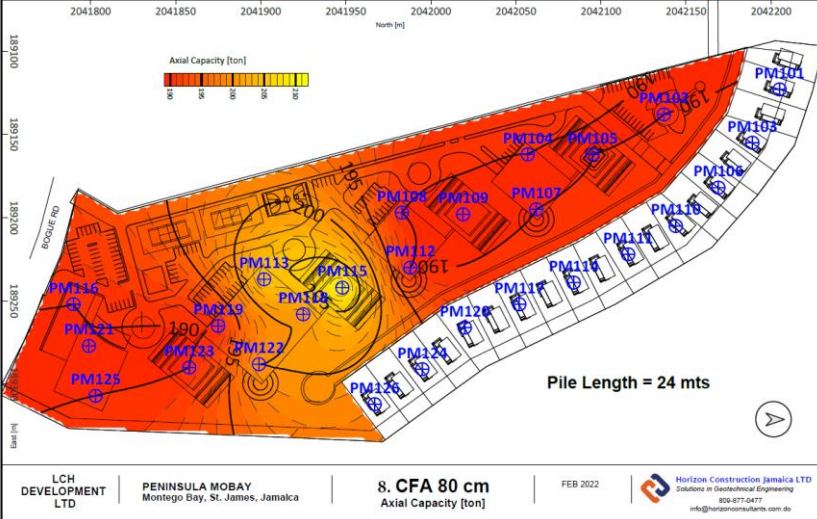 2041800 2041850 2041900 2041950 2042000 2042050 2042100 2042150 2042200
North [m]
189100
189150
189200
189250
East [m]
Axial Capacity [ton]
190 195 200 205 210
BOGUE RD
PM101
PM102
PM103
PM104
PM105
PM106
PM107
PM108
PM109
PM110
PM111
PM112
PM113
PM114
PM115
PM116
PM117
PM118
PM119
PM120
PM121
PM122
PM123
PM124
PM125
PM126
190
190
195
200
190
190
195
Pile Length = 24 mts
LCH
DEVELOPMENT
LTD
PENINSULA MOBAY
Montego Bay, St. James, Jamaica
8. CFA 80 cm
Axial Capacity [ton]
FEB 2022
Horizon Construction Jamaica LTD
Solutions in Geotechnical Engineering
809-877-0477
info@horizonconsultants.com.do